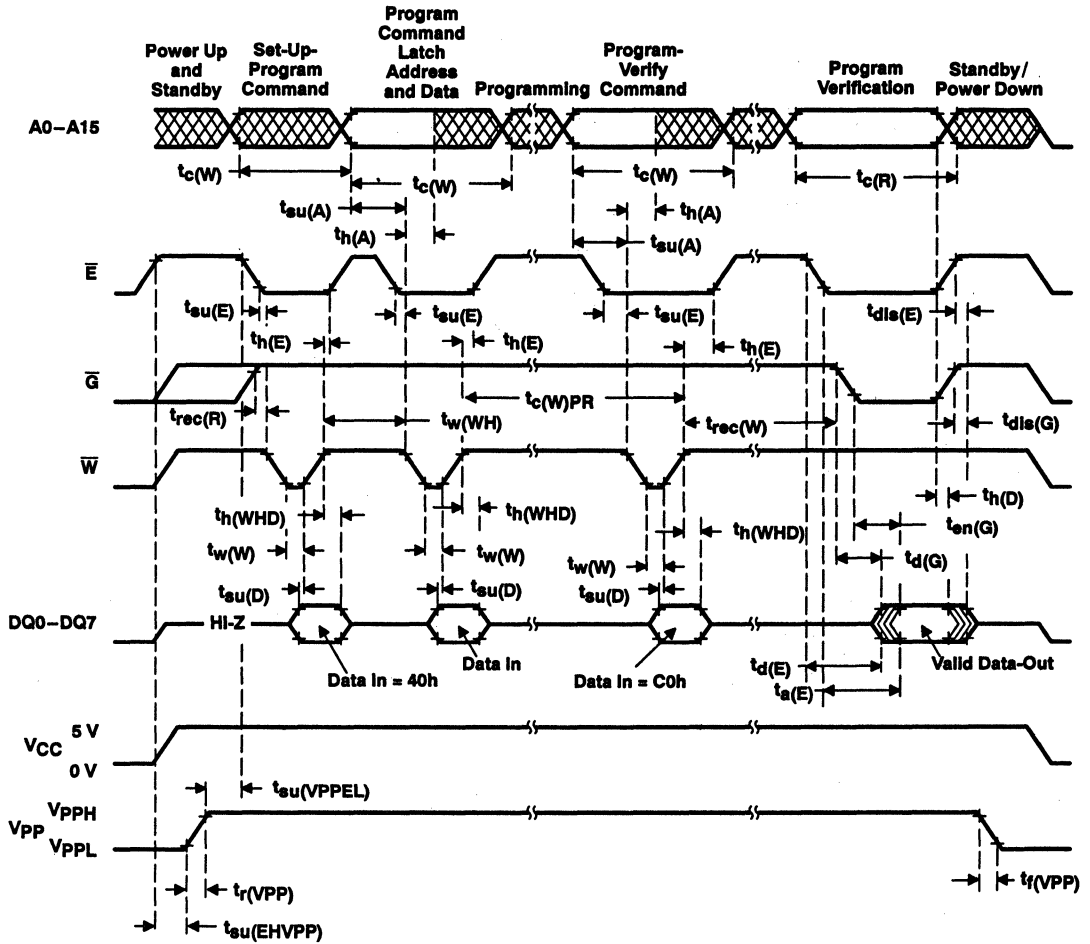 Power Up
and
Standby
Set-Up-
Program
Command
Program
Command
Latch
Address
and Data
Programming
Program-
Verify
Command
Program
Verification
Standby/
Power Down
A0–A15
tc(W)
tc(W)
tc(W)
tc(R)
tsu(A)
th(A)
th(A)
tsu(A)
E
tsu(E)
tsu(E)
tsu(E)
tdis(E)
th(E)
th(E)
th(E)
G
tc(W)PR
trec(R)
tw(WH)
trec(W)
tdis(G)
W
th(D)
th(WHD)
th(WHD)
th(WHD)
ten(G)
tw(W)
tw(W)
tw(W)
td(G)
tsu(D)
tsu(D)
tsu(D)
DQ0–DQ7
HI-Z
Data In = 40h
Data In
Data In = C0h
Valid Data-Out
td(E)
ta(E)
VCC
5 V
0 V
tsu(VPPEL)
VPP
VPPH
VPPL
tr(VPP)
tf(VPP)
tsu(EHVPP)